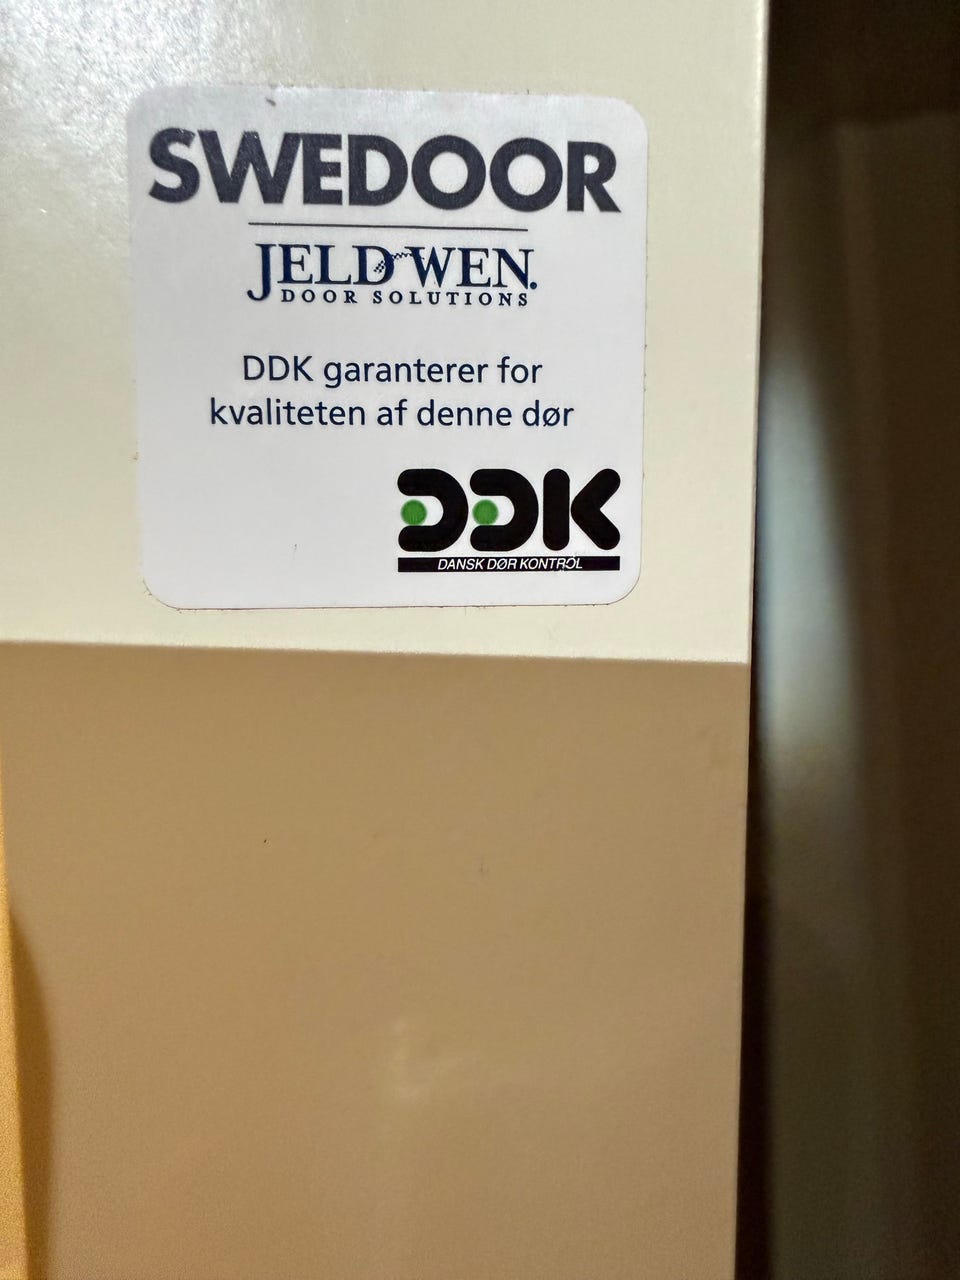 SWEDOOR
JELD-WEN.
DOOR SOLUTIONS
DDK garanterer for
kvaliteten af denne dør
DDK
DANSK DØR KONTROL